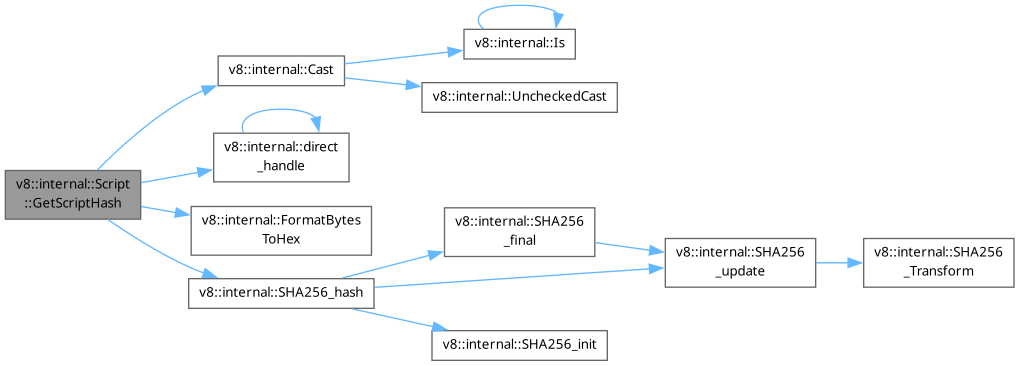 v8::internal::Is
v8::internal::Cast
v8::internal::UncheckedCast
v8::internal::direct
_handle
v8::internal::Script
::GetScriptHash
v8::internal::FormatBytes
ToHex
v8::internal::SHA256
_final
v8::internal::SHA256
_update
v8::internal::SHA256
_Transform
v8::internal::SHA256_hash
v8::internal::SHA256_init